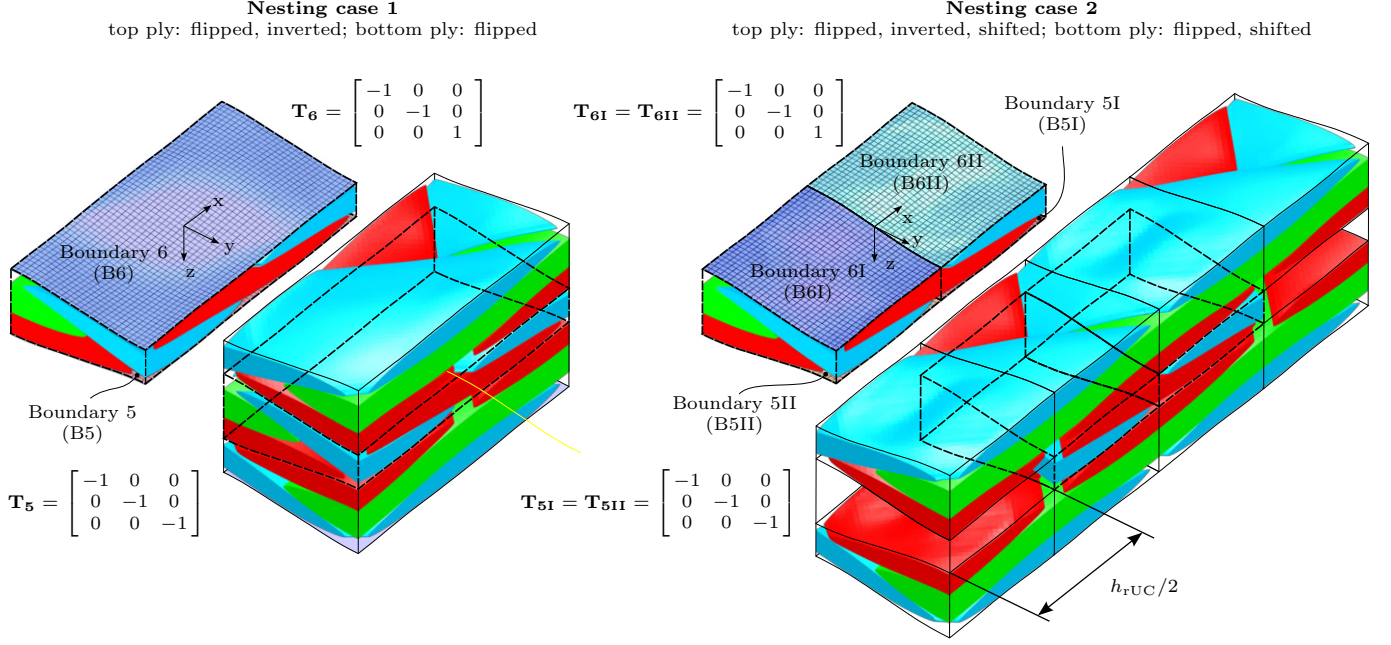 Nesting case 1
top ply: flipped, inverted; bottom ply: flipped
T6 =
−1 0 0
0 −1 0
0 0 1
x
y
z
Boundary 6
(B6)
Boundary 5
(B5)
T5 =
−1 0 0
0 −1 0
0 0 −1
Nesting case 2
top ply: flipped, inverted, shifted; bottom ply: flipped, shifted
T6I = T6II =
−1 0 0
0 −1 0
0 0 1
Boundary 5I
(B5I)
Boundary 6II
(B6II)
x
y
z
Boundary 6I
(B6I)
Boundary 5II
(B5II)
T5I = T5II =
−1 0 0
0 −1 0
0 0 −1
hrUC/2